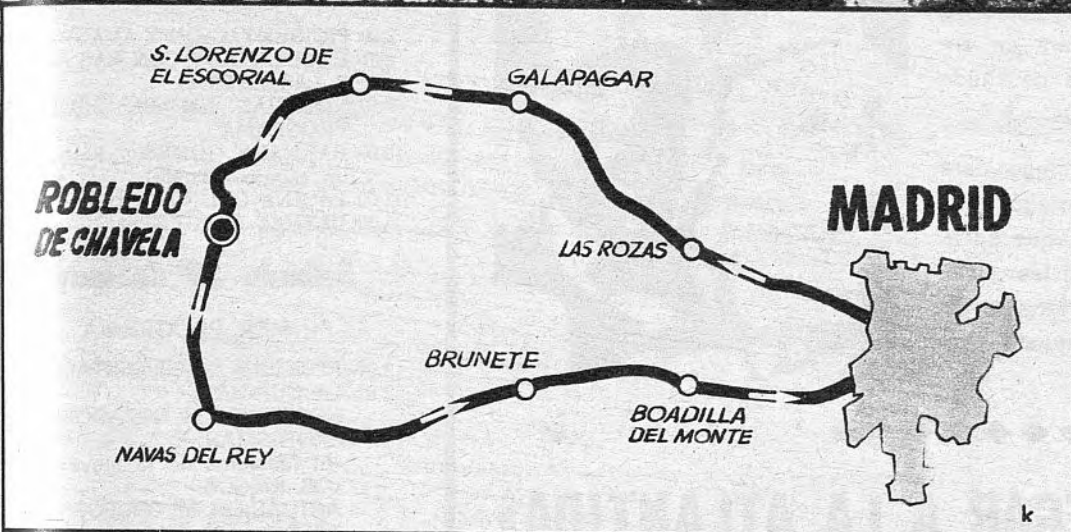 S. LORENZO DE
EL ESCORIAL
GALAPAGAR
ROBLEDO
DE CHAVELA
MADRID
LAS ROZAS
BRUNETE
BOADILLA
DEL MONTE
NAVAS DEL REY
k